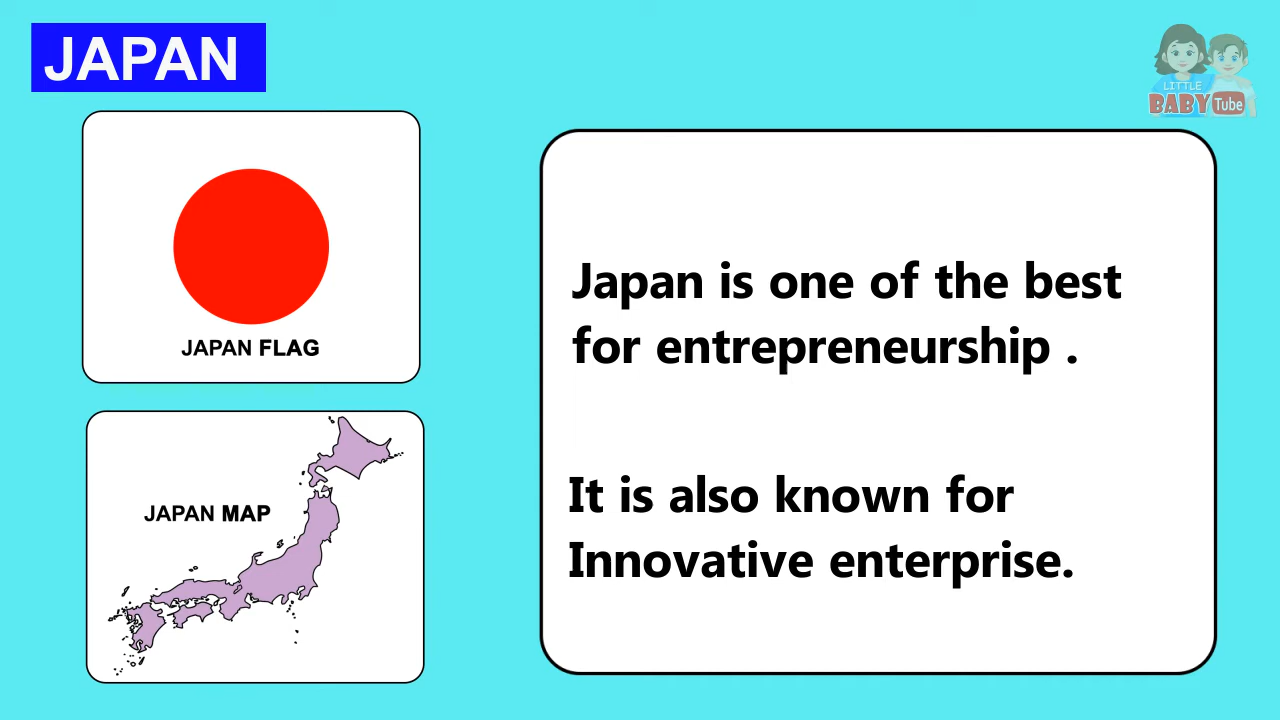 JAPAN
LITTLE
BABY Tube
JAPAN FLAG
JAPAN MAP
Japan is one of the best
for entrepreneurship .
It is also known for
Innovative enterprise.